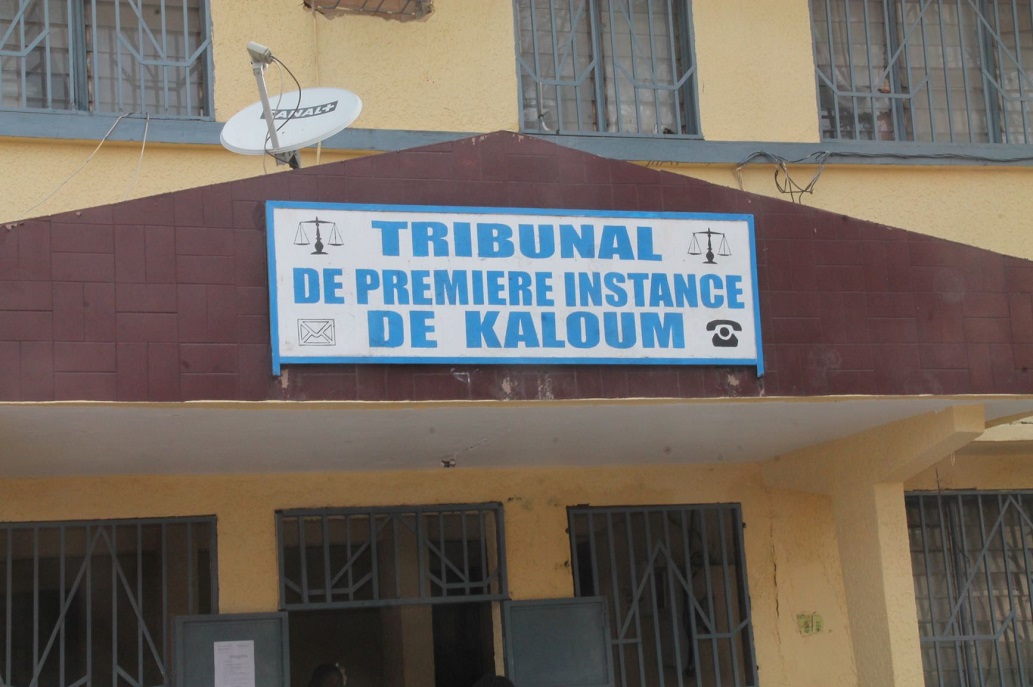 CANAL+
TRIBUNAL
DE PREMIERE INSTANCE
DE KALOUM